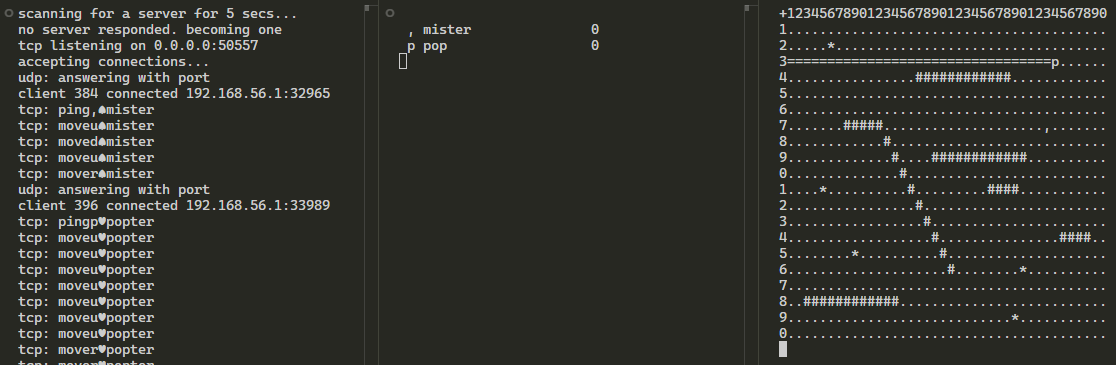 scanning for a server for 5 secs...
no server responded. becoming one
tcp listening on 0.0.0.0:50557
accepting connections...
udp: answering with port
client 384 connected 192.168.56.1:32965
tcp: ping,♠mister
tcp: moveu♠mister
tcp: moved♠mister
tcp: moveu♠mister
tcp: mover♠mister
udp: answering with port
client 396 connected 192.168.56.1:33989
tcp: pingp♥popter
tcp: moveu♥popter
tcp: moveu♥popter
tcp: moveu♥popter
tcp: moveu♥popter
tcp: moveu♥popter
tcp: moveu♥popter
tcp: moveu♥popter
tcp: mover♥popter
tcp: mover♥popter
, mister 0
p pop 0
+1234567890123456789012345678901234567890
1........................................
2.....*..................................
3=================================p......
4................############............
5........................................
6........................................
7.......#####....................,.......
8............#...........................
9.............#....############..........
0..............#.........................
1....*..........#.........####...........
2................#.......................
3.................#......................
4..................#...............####..
5........*..........#....................
6....................#........*..........
7........................................
8..############..........................
9............................*...........
0........................................